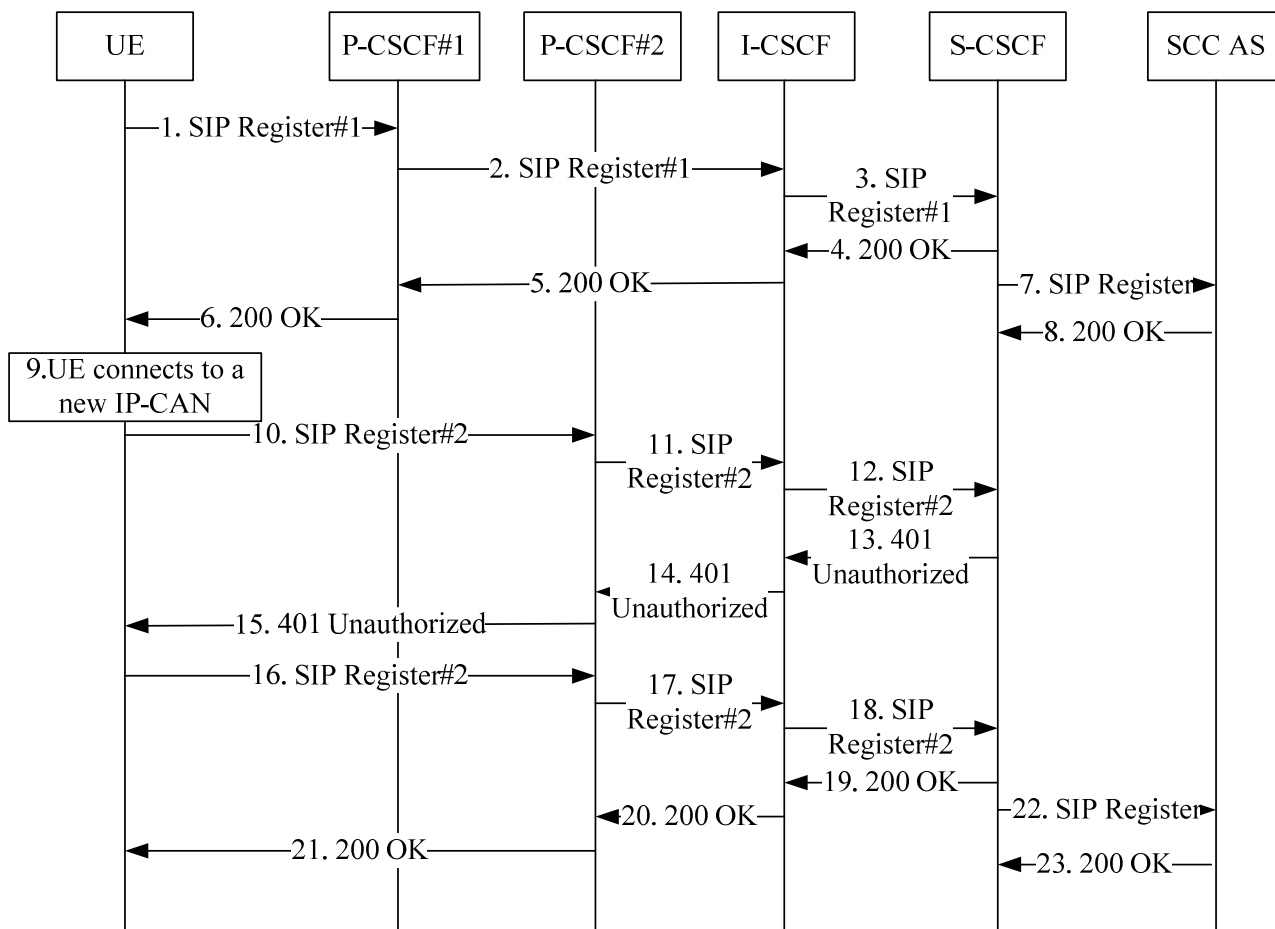 UE
P-CSCF#1
P-CSCF#2
I-CSCF
S-CSCF
SCC AS
1. SIP Register#1
2. SIP Register#1
3. SIP
Register#1
4. 200 OK
5. 200 OK
7. SIP Register
6. 200 OK
8. 200 OK
9.UE connects to a
new IP-CAN
10. SIP Register#2
11. SIP
Register#2
12. SIP
Register#2
13. 401
Unauthorized
14. 401
Unauthorized
15. 401 Unauthorized
16. SIP Register#2
17. SIP
Register#2
18. SIP
Register#2
19. 200 OK
20. 200 OK
22. SIP Register
21. 200 OK
23. 200 OK